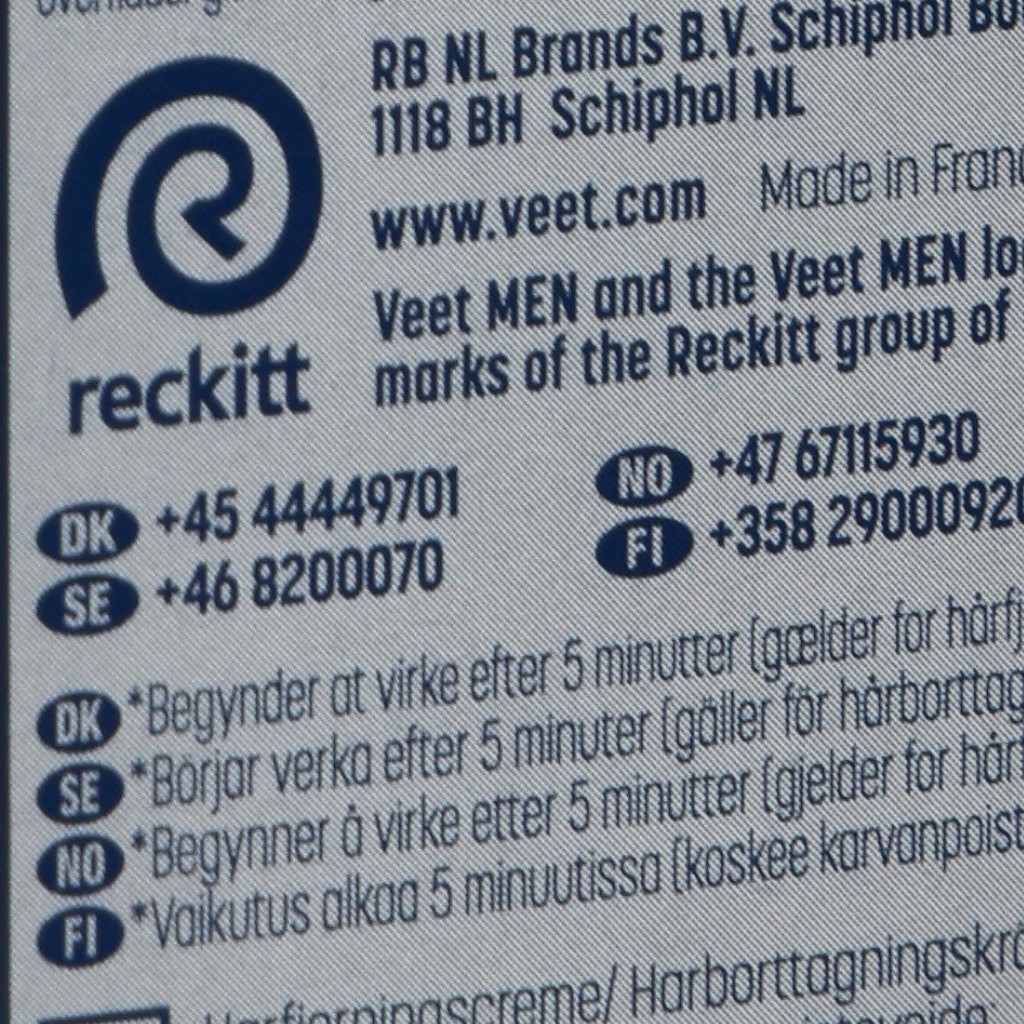 RB NL Brands B.V. Schiphol
1118 BH Schiphol NL
www.veet.com Made in
Veet MEN and the Veet MEN
marks of the Reckitt group of
reckitt
DK +45 44449701
SE +46 8200070
NO +47 67115930
FI +358
DK *Begynder at virke efter 5 minutter (gælder for
SE *Börjar verka efter 5 minuter (gäller för
NO *Begynner å virke etter 5 minutter (gjelder for
FI *Vaikutus alkaa 5 minuutissa (koskee